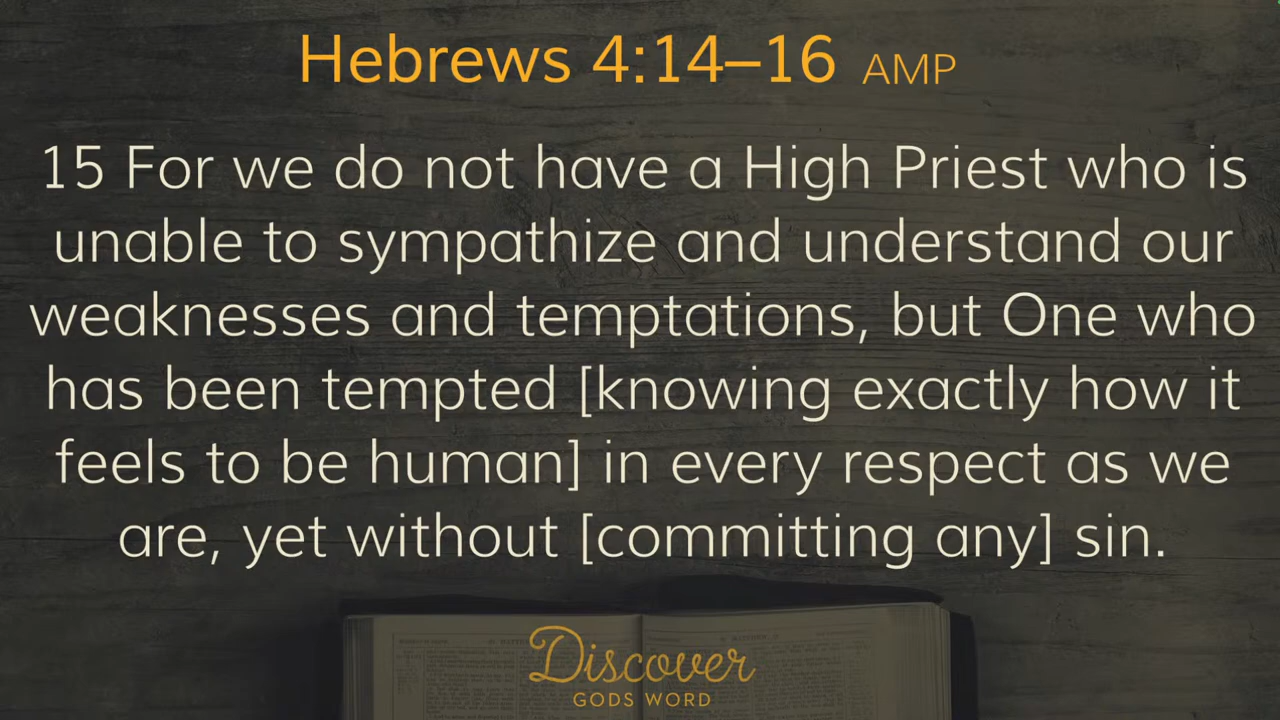 Hebrews 4:14–16 AMP
15 For we do not have a High Priest who is
unable to sympathize and understand our
weaknesses and temptations, but One who
has been tempted [knowing exactly how it
feels to be human] in every respect as we
are, yet without [committing any] sin.
Discover
GODS WORD